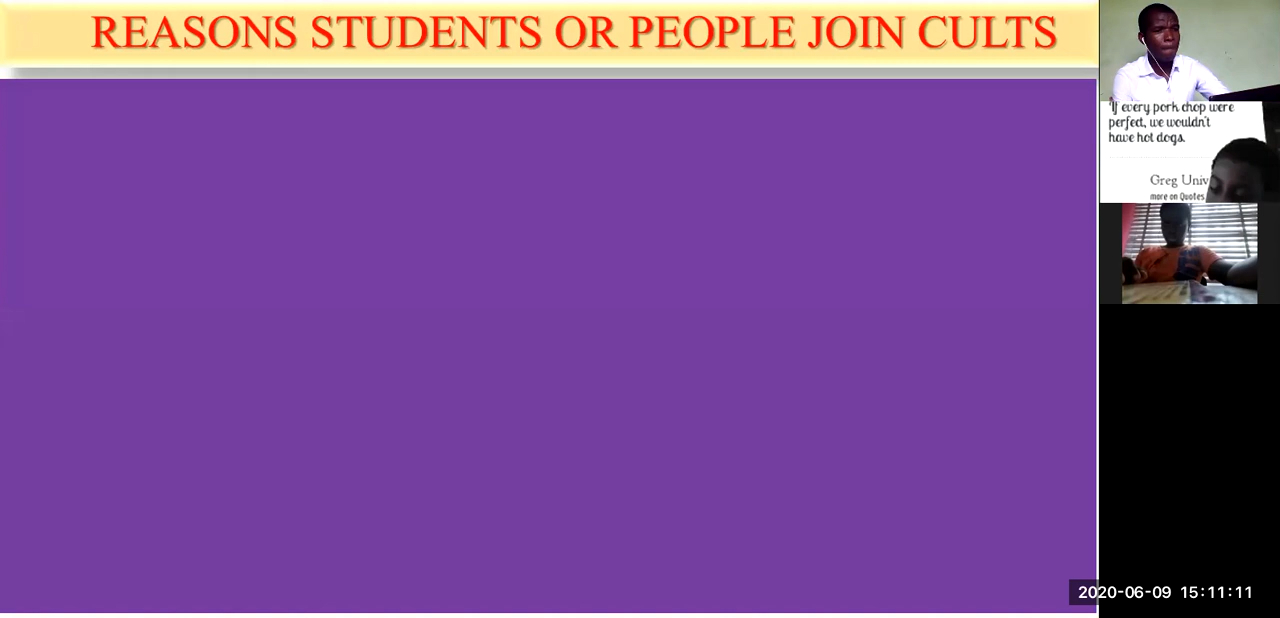 REASONS STUDENTS OR PEOPLE JOIN CULTS
"If every pork chop were
perfect, we wouldn't
have hot dogs.
Greg Univ
more on Quotes
2020-06-09 15:11:11